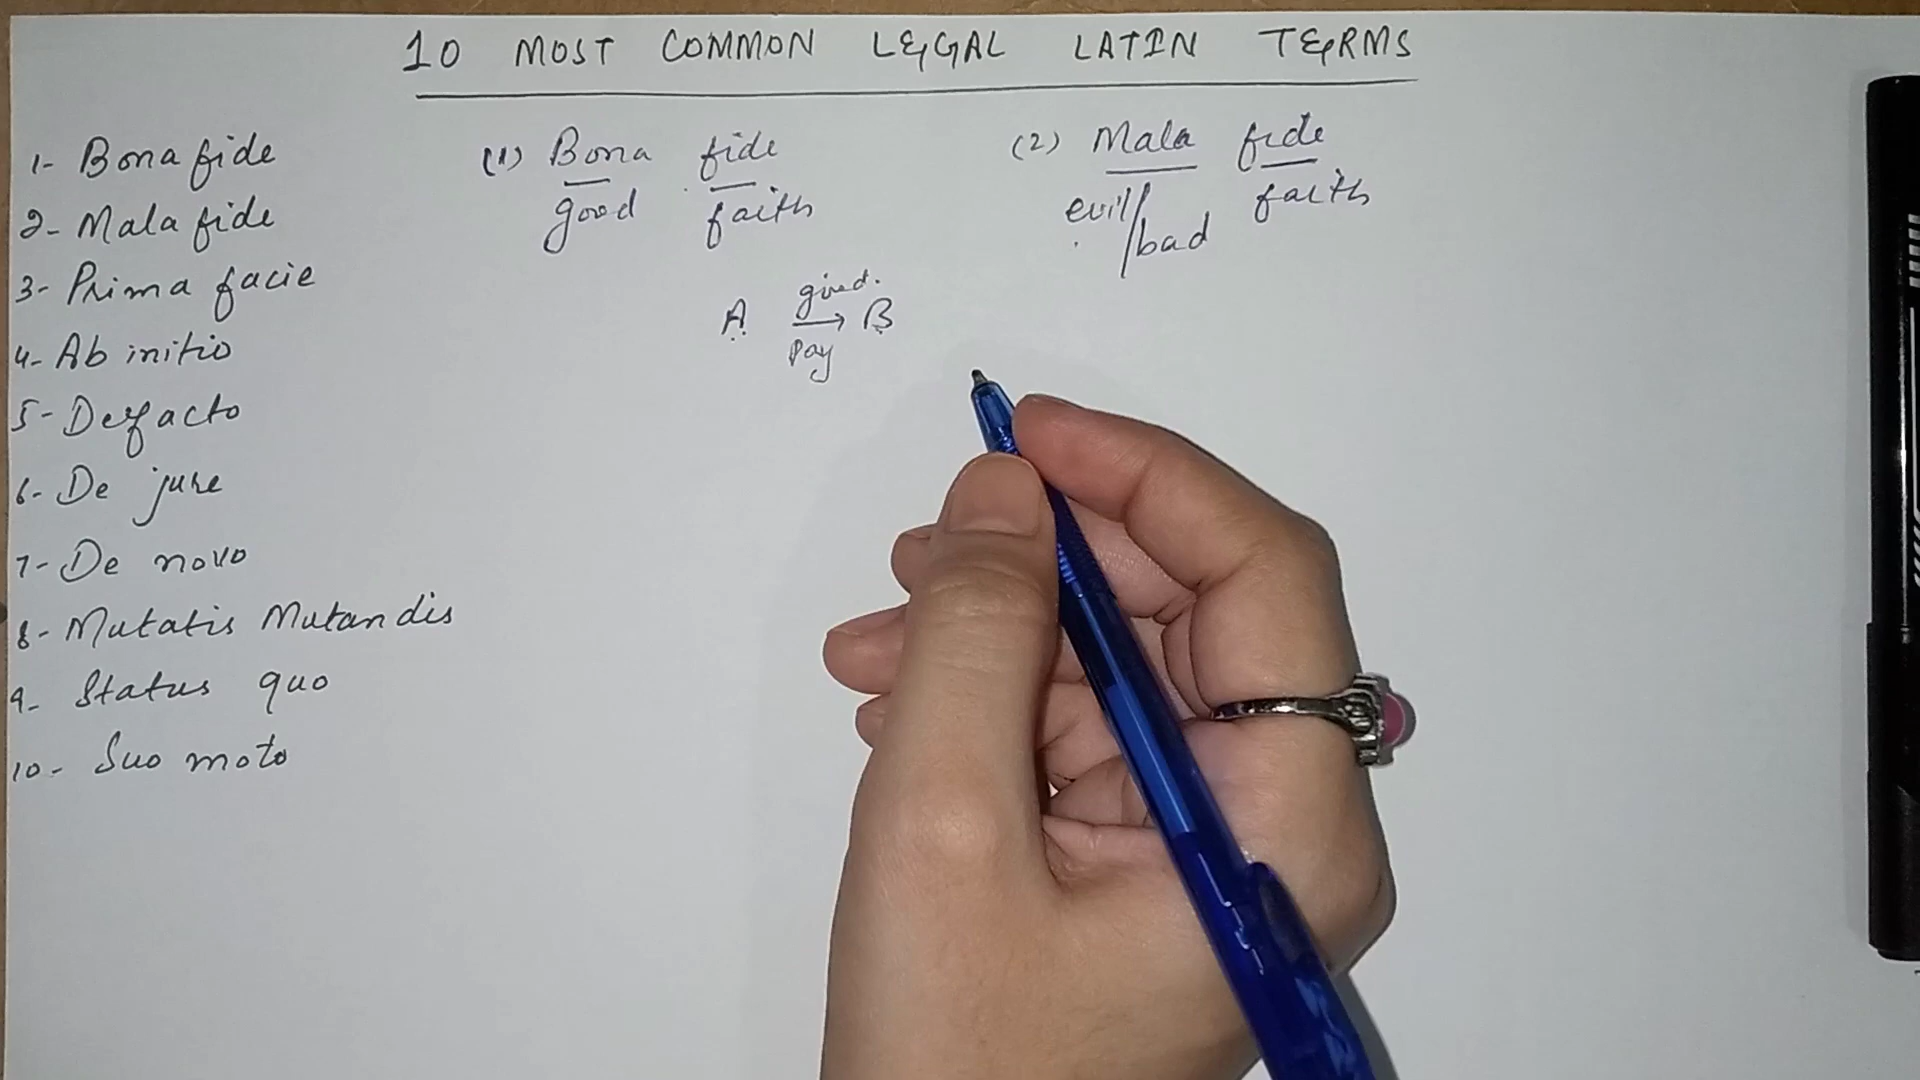 10 MOST COMMON LEGAL LATIN TERMS
1- Bona fide
2- Mala fide
3- Prima facie
4- Ab initio
5- Defacto
6- De jure
7- De novo
8- Mutatis Mutandis
9- Status quo
10- Suo moto
(1) Bona fide
good faith
(2) Mala fide
evil/ faith
/bad
A → B
Pay